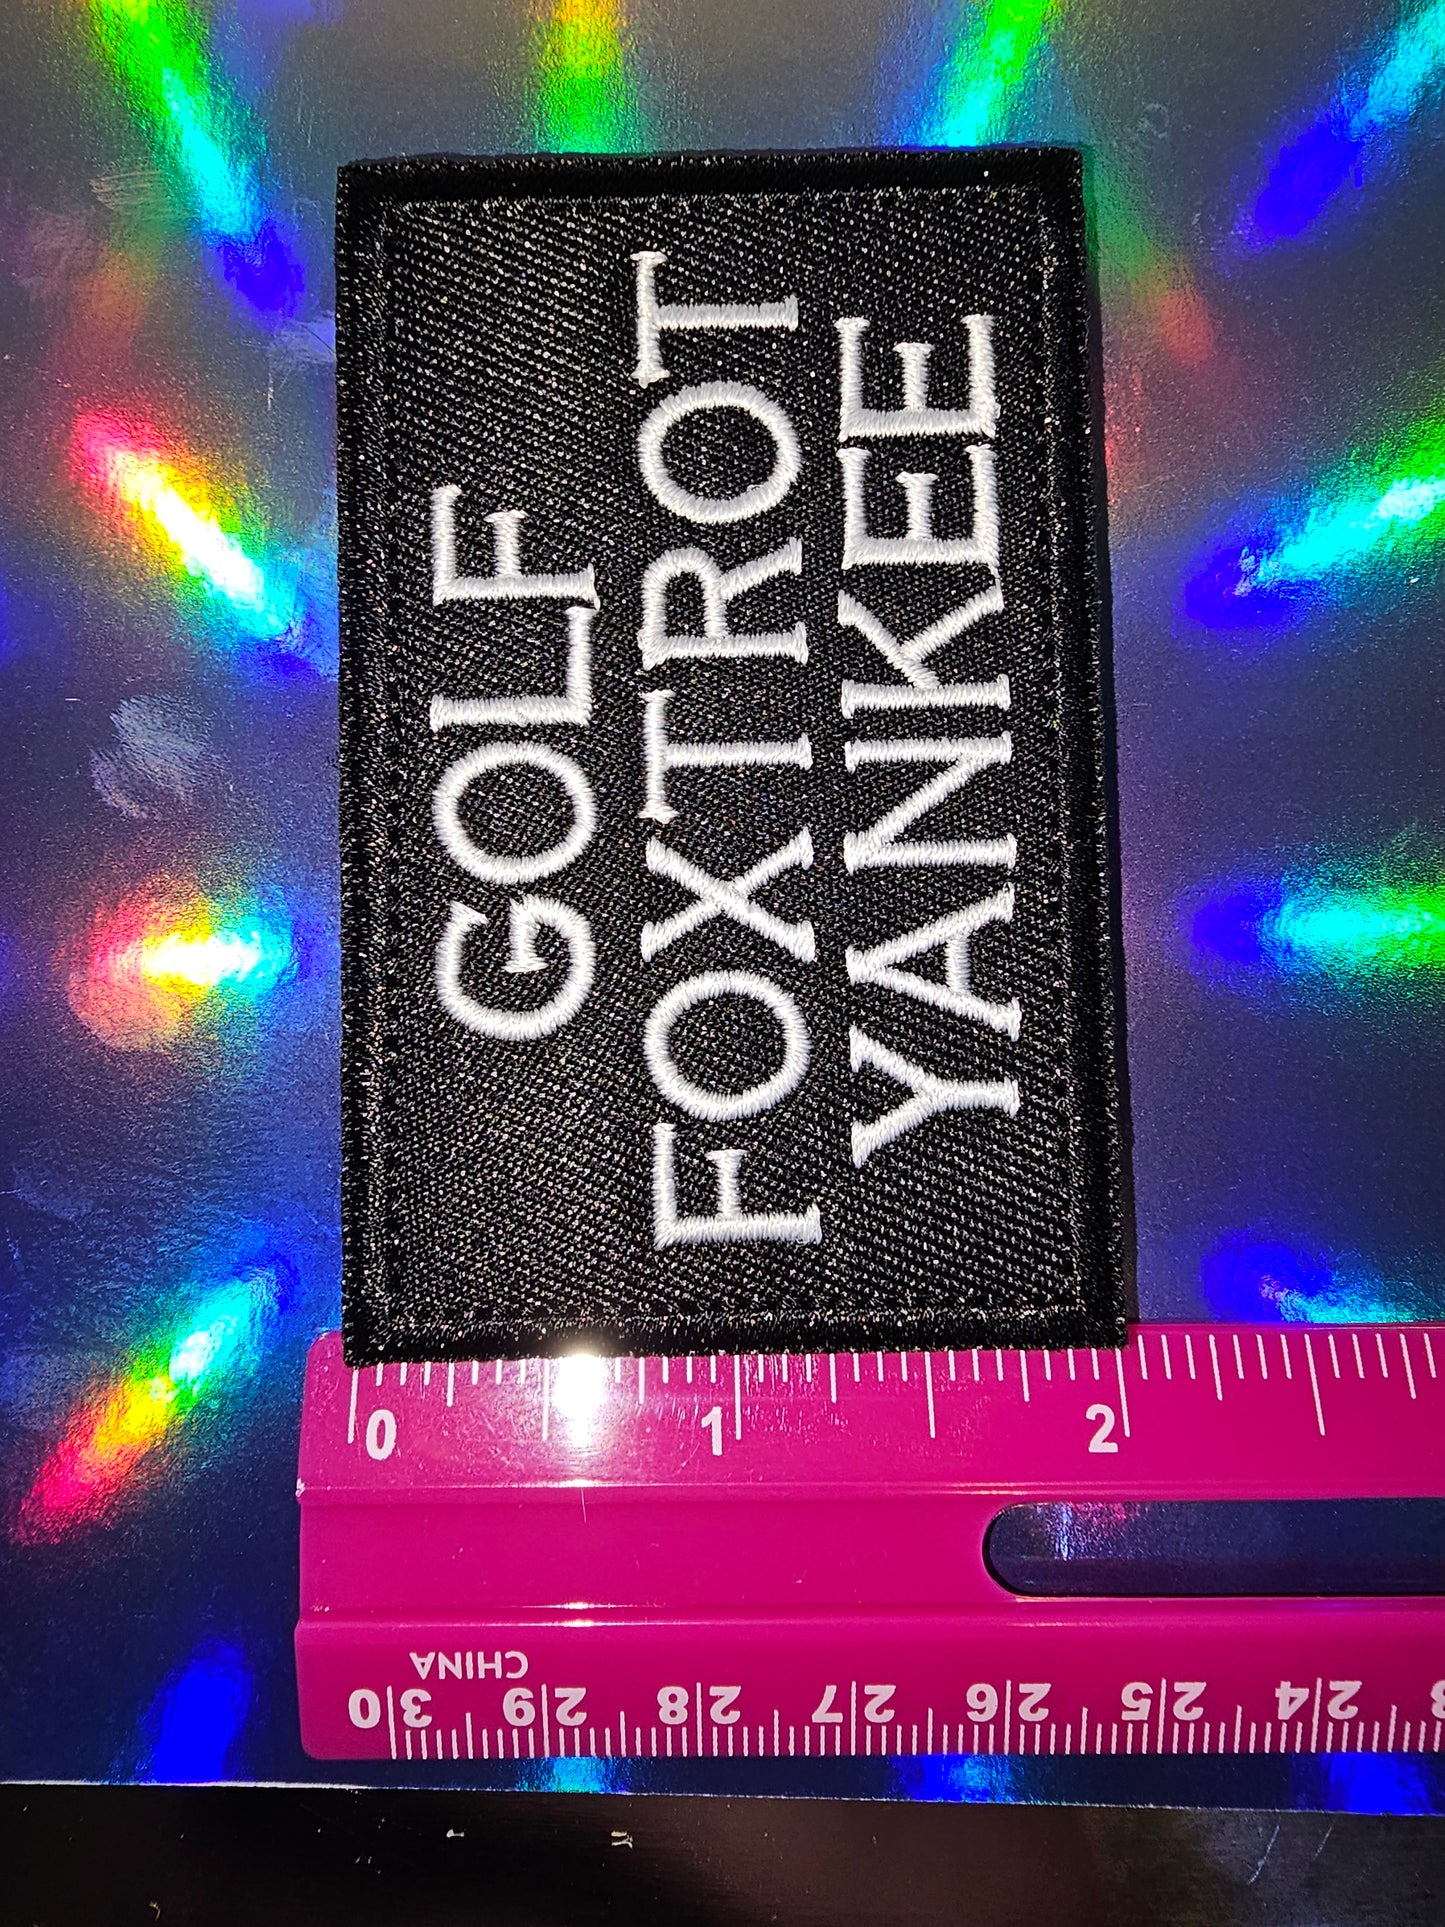 GOLF
FOXTROT
YANKEE
0 1 2
CHINA
30 29 28 27 26 25 24